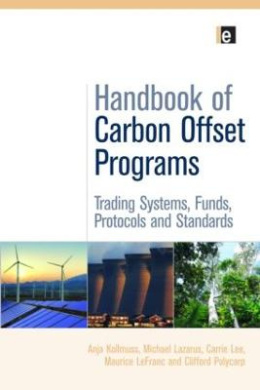 e
Handbook of
Carbon Offset
Programs
Trading Systems, Funds,
Protocols and Standards
Anja Kollmuss, Michael Lazarus, Carrie Lee,
Maurice LeFranc and Clifford Polycarp